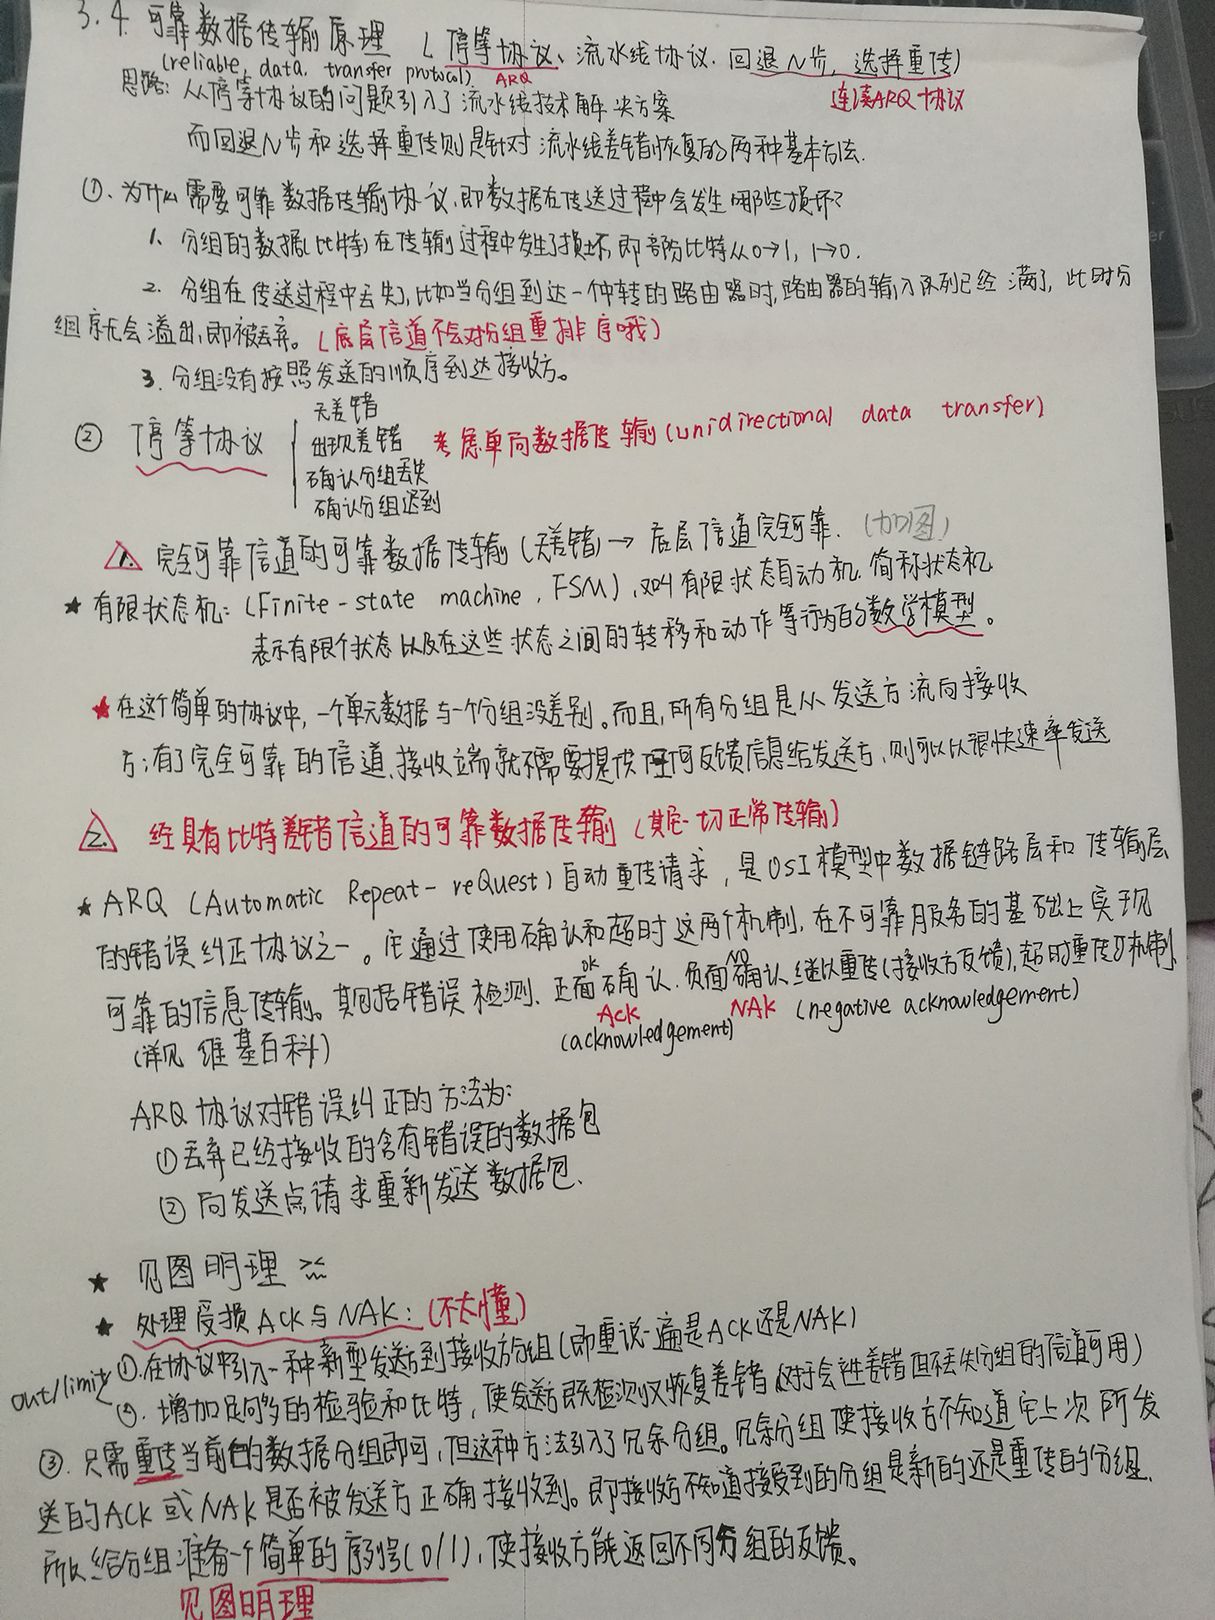 3.4. 可靠数据传输原理 (停等协议、流水线协议. 回退N步, 选择重传)
(reliable, data, transfer protocol) ARQ
连续ARQ协议
思路: 从停等协议的问题引入了流水线技术解决方案
而回退N步和选择重传则是针对流水线差错恢复的两种基本方法.
①. 为什么需要可靠数据传输协议, 即数据在传送过程中会发生哪些损坏?
1. 分组的数据(比特)在传输过程中发生了损坏, 即部分比特从0→1, 1→0.
2. 分组在传送过程中丢失, 比如当分组到达一中转的路由器时, 路由器的输入队列已经满了, 此时分
组就会溢出, 即被丢弃。(底层信道不会对分组重排序哦)
3. 分组没有按照发送的顺序到达接收方。
② 停等协议
无差错
出现差错
确认分组丢失
确认分组迟到
考虑单向数据传输(unidirectional data transfer)
1. 完全可靠信道的可靠数据传输(无差错) → 底层信道完全可靠. (如图)
★ 有限状态机: (Finite-state machine, FSM), 又叫有限状态自动机. 简称状态机
表示有限个状态以及在这些状态之间的转移和动作等行为的数学模型。
★在这个简单的协议中, 一个单元数据与一个分组没差别。而且, 所有分组是从发送方流向接收
方; 有了完全可靠的信道, 接收端就不需要提供任何反馈信息给发送方, 则可以以很快速率发送
2. 经具有比特差错信道的可靠数据传输 (其它一切正常传输)
★ ARQ (Automatic Repeat-reQuest) 自动重传请求, 是OSI模型中数据链路层和传输层
的错误纠正协议之一。它通过使用确认和超时这两个机制, 在不可靠服务的基础上实现
可靠的信息传输。其包括错误检测、正面确认. 负面确认继以重传(接收方反馈), 超时重传等机制.
OK NO
Ack NAK (negative acknowledgement)
(acknowledgement)
(详见 维基百科)
ARQ协议对错误纠正的方法为:
①丢弃已经接收的含有错误的数据包
② 向发送点请求重新发送数据包.
★ 见图明理
★ 处理受损ACK与NAK: (不太懂)
①. 在协议中引入一种新型发送方到接收方分组(即重说一遍是ACK还是NAK)
out/limit
②. 增加足够多的检验和比特, 使发送方既检测又恢复差错(对于会产生差错但不丢失分组的信道可用)
③. 只需重传当前的数据分组即可, 但这种方法引入了冗余分组。冗余分组使接收方不知道它上次所发
送的ACK或NAK是否被发送方正确接收到。即接收方不知道接受到的分组是新的还是重传的分组.
所以给分组准备一个简单的序列号(0/1), 使接收方能返回不同分组的反馈。
见图明理